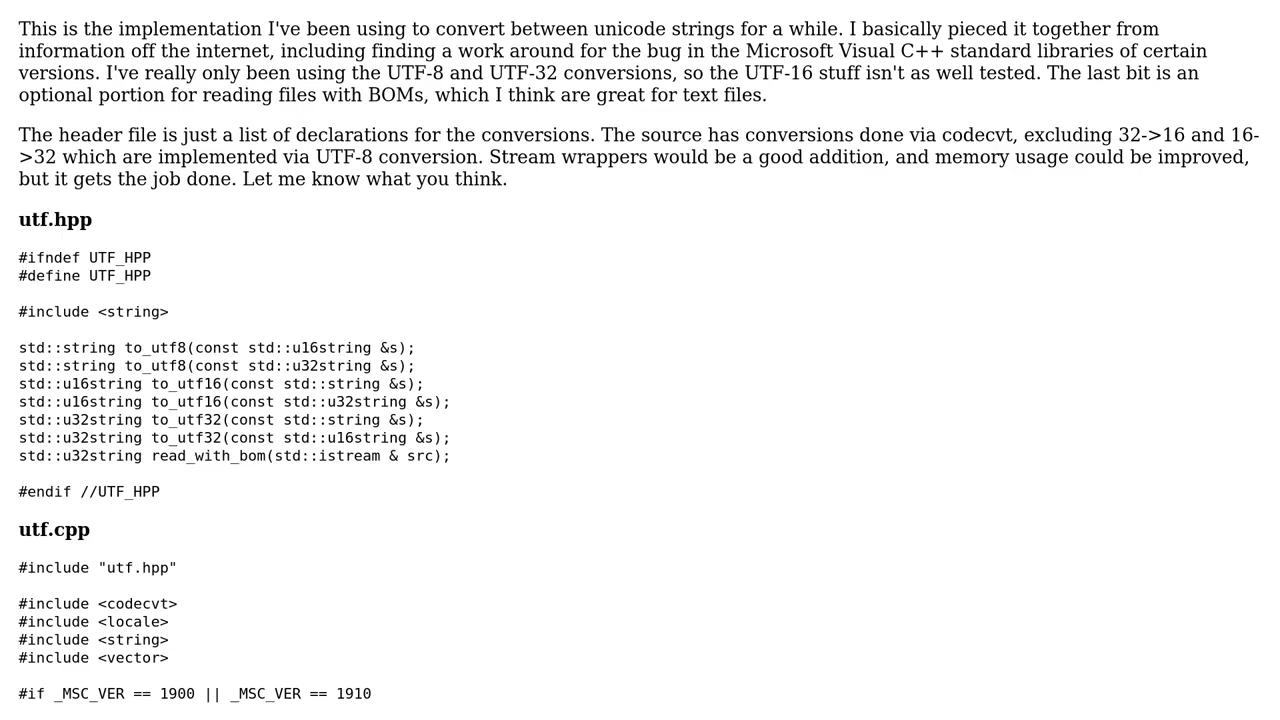 This is the implementation I've been using to convert between unicode strings for a while. I basically pieced it together from
information off the internet, including finding a work around for the bug in the Microsoft Visual C++ standard libraries of certain
versions. I've really only been using the UTF-8 and UTF-32 conversions, so the UTF-16 stuff isn't as well tested. The last bit is an
optional portion for reading files with BOMs, which I think are great for text files.
The header file is just a list of declarations for the conversions. The source has conversions done via codecvt, excluding 32->16 and 16-
>32 which are implemented via UTF-8 conversion. Stream wrappers would be a good addition, and memory usage could be improved,
but it gets the job done. Let me know what you think.
utf.hpp
#ifndef UTF_HPP
#define UTF_HPP
#include <string>
std::string to_utf8(const std::u16string &s);
std::string to_utf8(const std::u32string &s);
std::u16string to_utf16(const std::string &s);
std::u16string to_utf16(const std::u32string &s);
std::u32string to_utf32(const std::string &s);
std::u32string to_utf32(const std::u16string &s);
std::u32string read_with_bom(std::istream & src);
#endif //UTF_HPP
utf.cpp
#include "utf.hpp"
#include <codecvt>
#include <locale>
#include <string>
#include <vector>
#if _MSC_VER == 1900 || _MSC_VER == 1910